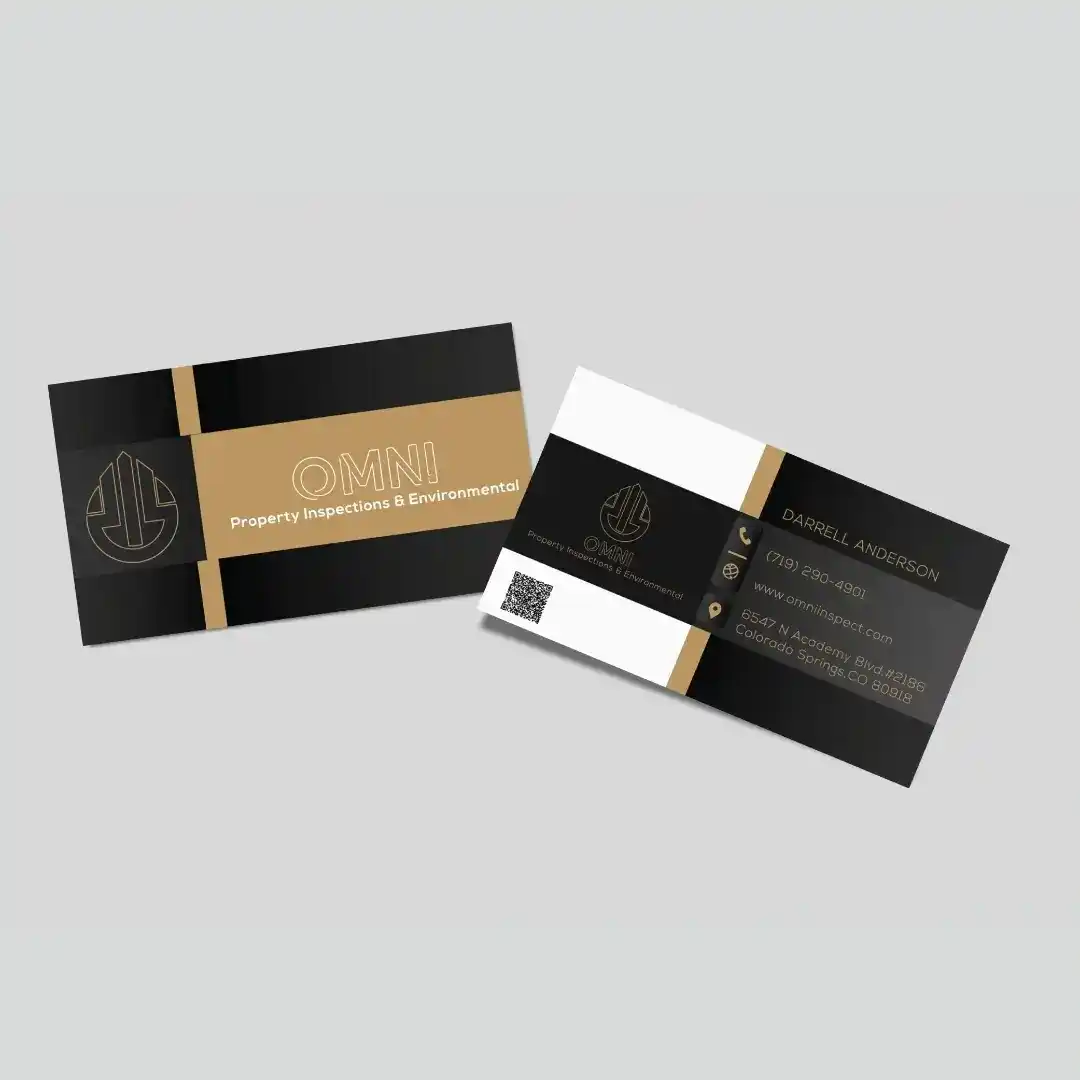 OMNI
Property Inspections & Environmental
OMNI
Property Inspections & Environmental
DARRELL ANDERSON
(719) 290-4901
www.omniinspect.com
6547 N Academy Blvd.#2186
Colorado Springs,CO 80918